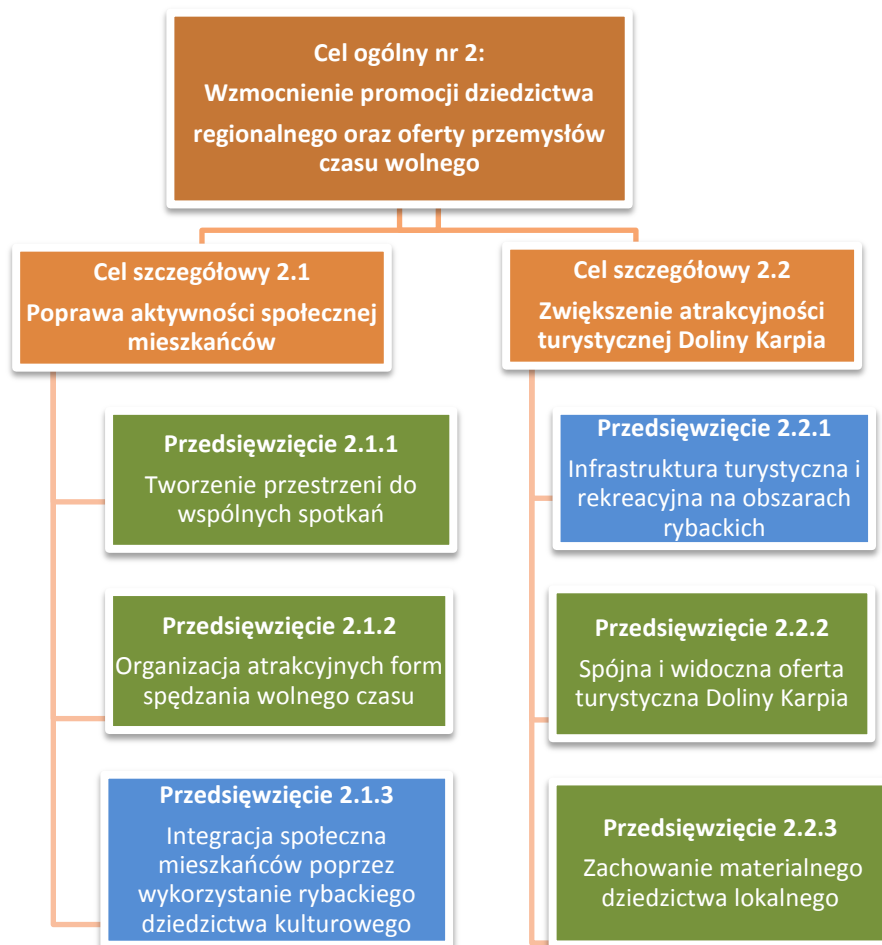 Cel ogólny nr 2:
Wzmocnienie promocji dziedzictwa
regionalnego oraz oferty przemysłów
czasu wolnego
Cel szczegółowy 2.1
Poprawa aktywności społecznej
mieszkańców
Przedsięwzięcie 2.1.1
Tworzenie przestrzeni do
wspólnych spotkań
Przedsięwzięcie 2.1.2
Organizacja atrakcyjnych form
spędzania wolnego czasu
Przedsięwzięcie 2.1.3
Integracja społeczna
mieszkańców poprzez
wykorzystanie rybackiego
dziedzictwa kulturowego
Cel szczegółowy 2.2
Zwiększenie atrakcyjności
turystycznej Doliny Karpia
Przedsięwzięcie 2.2.1
Infrastruktura turystyczna i
rekreacyjna na obszarach
rybackich
Przedsięwzięcie 2.2.2
Spójna i widoczna oferta
turystyczna Doliny Karpia
Przedsięwzięcie 2.2.3
Zachowanie materialnego
dziedzictwa lokalnego